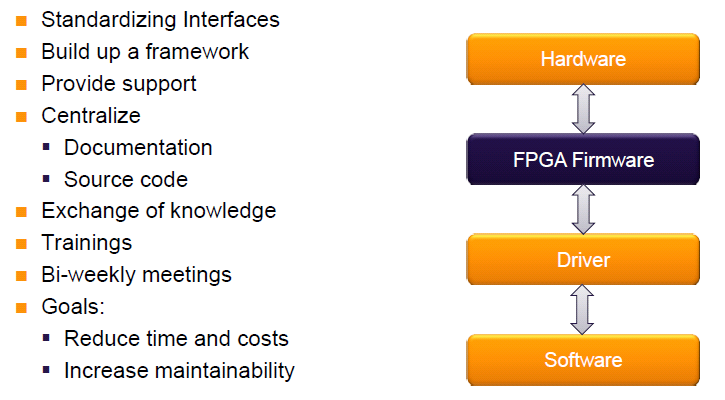 Standardizing Interfaces
Build up a framework
Provide support
Centralize
Documentation
Source code
Exchange of knowledge
Trainings
Bi-weekly meetings
Goals:
Reduce time and costs
Increase maintainability
Hardware
FPGA Firmware
Driver
Software